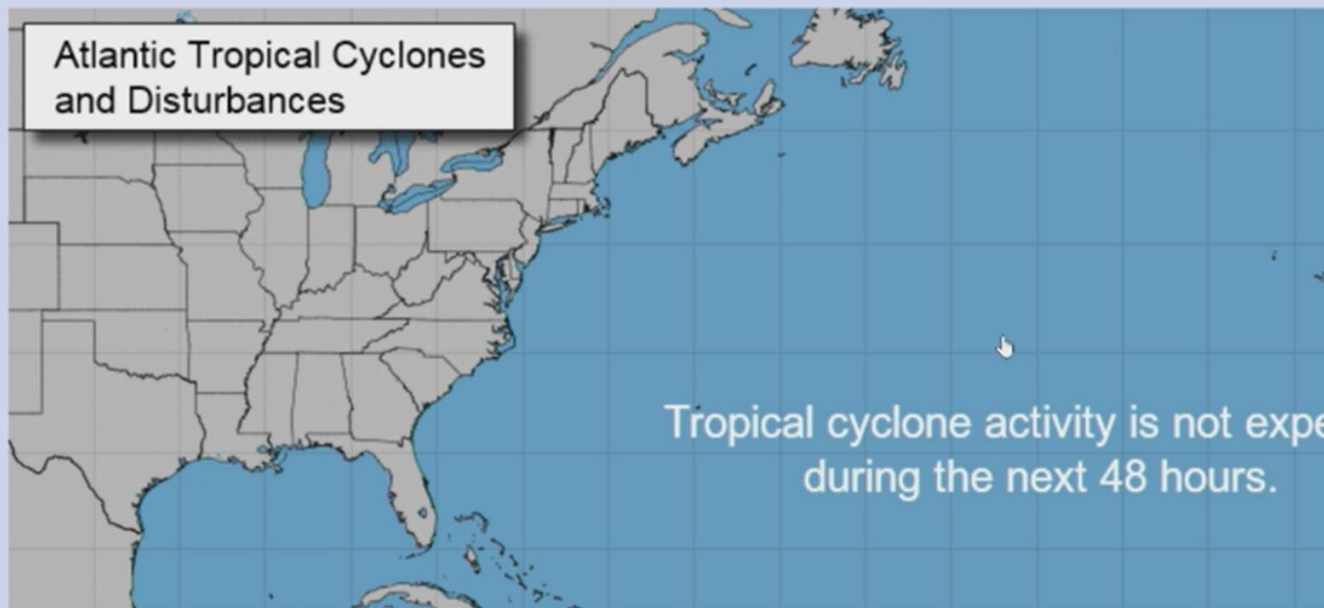 Atlantic Tropical Cyclones
and Disturbances
Tropical cyclone activity is not expe
during the next 48 hours.